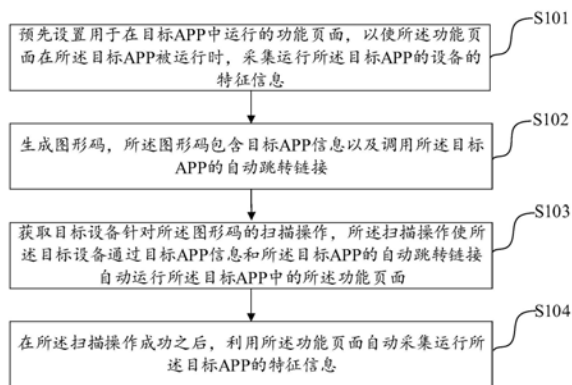 S101
预先设置用于在目标APP中运行的功能页面，以使所述功能页
面在所述目标APP被运行时，采集运行所述目标APP的设备的
特征信息
S102
生成图形码，所述图形码包含目标APP信息以及调用所述目标
APP的自动跳转链接
S103
获取目标设备针对所述图形码的扫描操作，所述扫描操作使所
述目标设备通过目标APP信息和所述目标APP的自动跳转链接
自动运行所述目标APP中的所述功能页面
S104
在所述扫描操作成功之后，利用所述功能页面自动采集运行所
述目标APP的特征信息